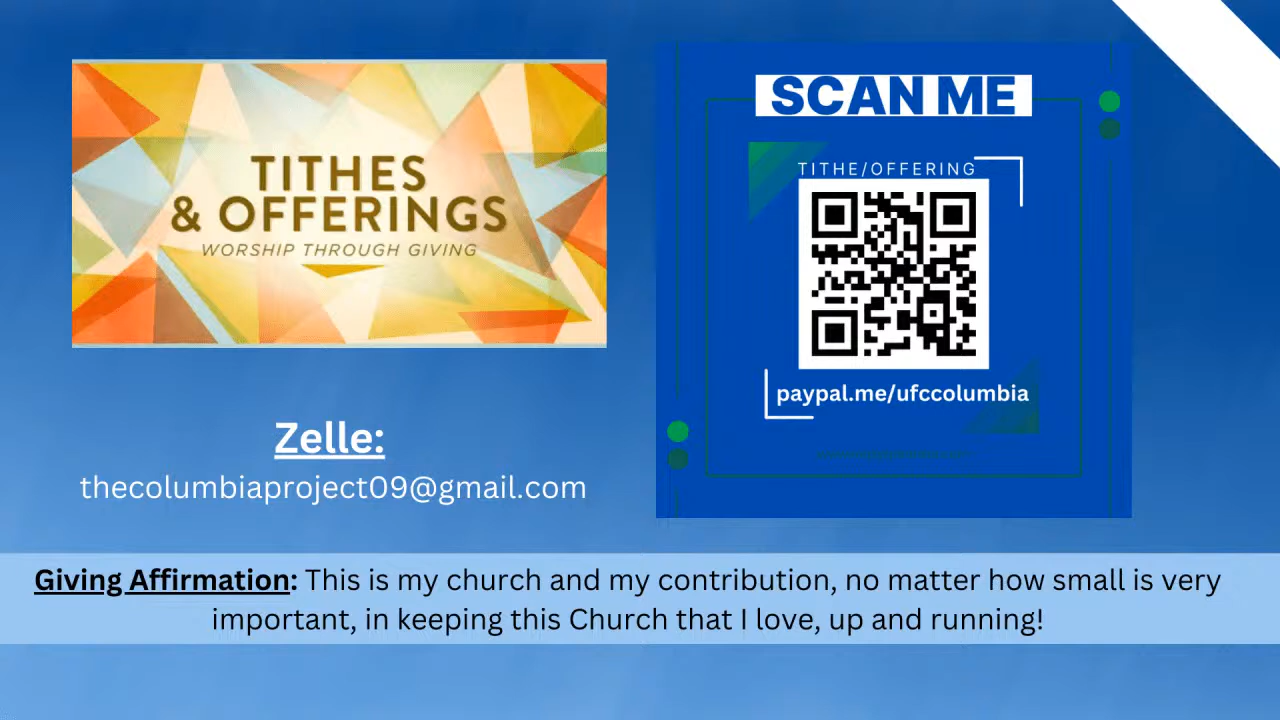 TITHES
& OFFERINGS
WORSHIP THROUGH GIVING
SCAN ME
TITHE/OFFERING
paypal.me/ufccolumbia
Zelle:
thecolumbiaproject09@gmail.com
Giving Affirmation: This is my church and my contribution, no matter how small is very
important, in keeping this Church that I love, up and running!